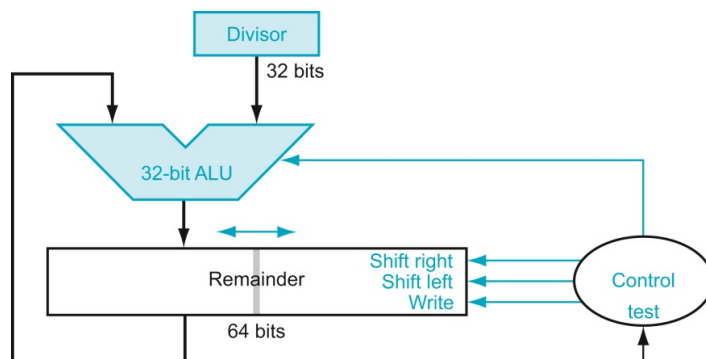 Divisor
32 bits
32-bit ALU
Remainder
Shift right
Shift left
Write
Control
test
64 bits